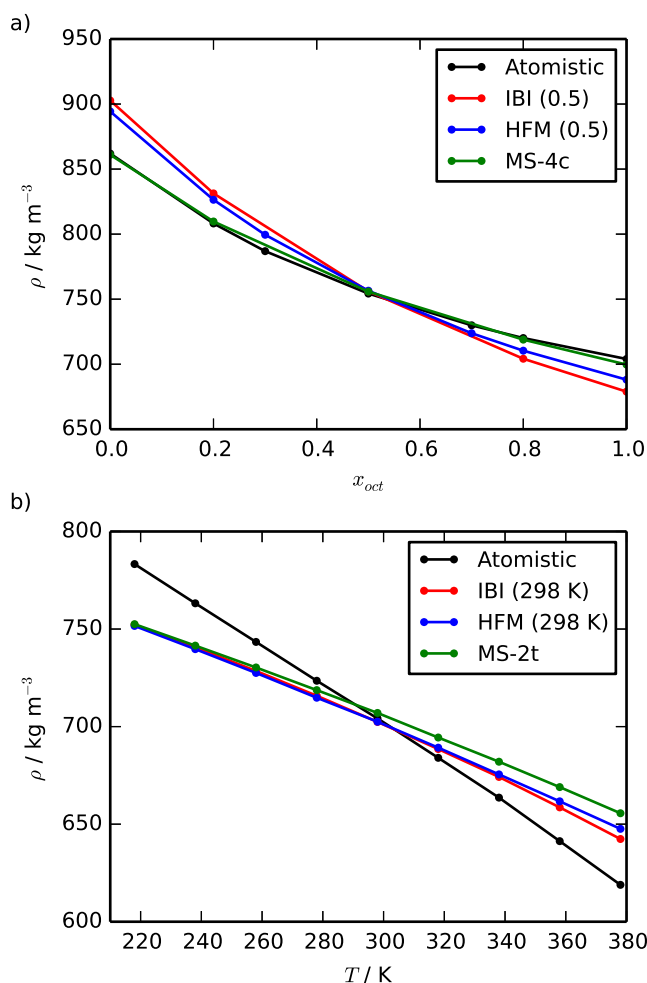 a)
950
900
850
800
750
700
650
ρ / kg m⁻³
Atomistic
IBI (0.5)
HFM (0.5)
MS-4c
0.0 0.2 0.4 0.6 0.8 1.0
x_oct
b)
800
750
700
650
600
ρ / kg m⁻³
Atomistic
IBI (298 K)
HFM (298 K)
MS-2t
220 240 260 280 300 320 340 360 380
T / K